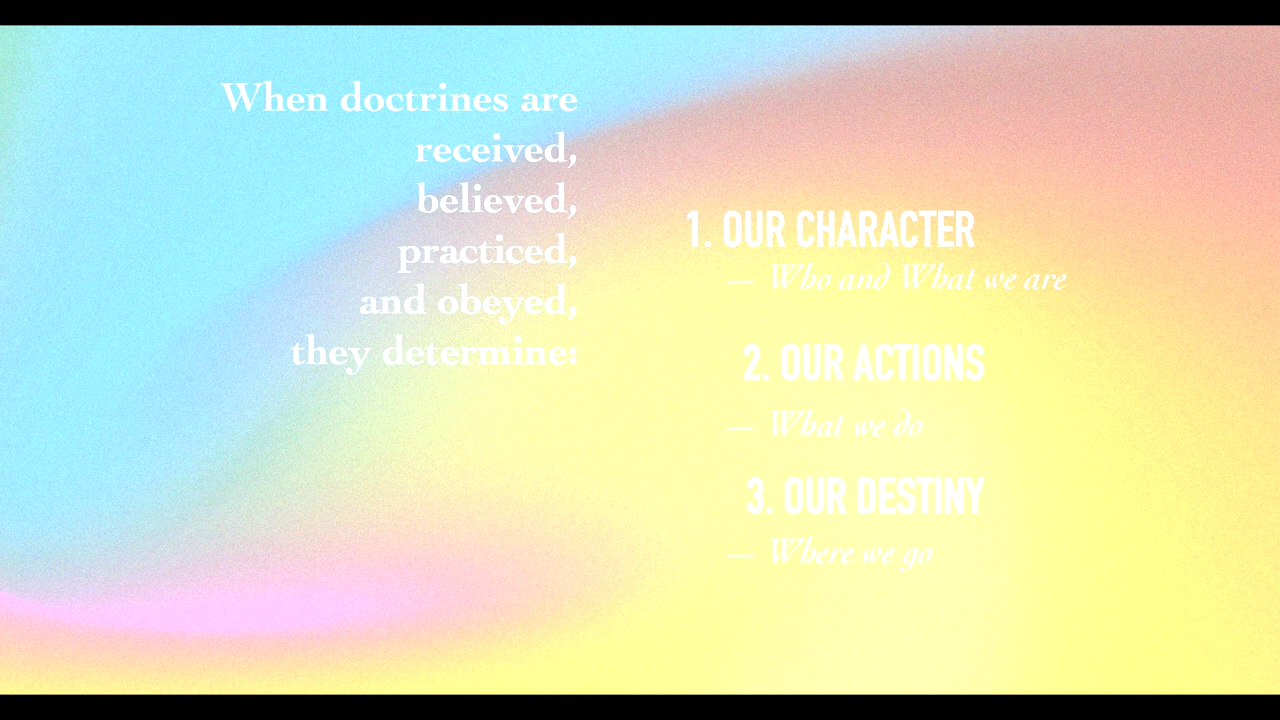 When doctrines are
received,
believed,
practiced,
and obeyed,
they determine:
1. OUR CHARACTER
— Who and What we are
2. OUR ACTIONS
— What we do
3. OUR DESTINY
— Where we go